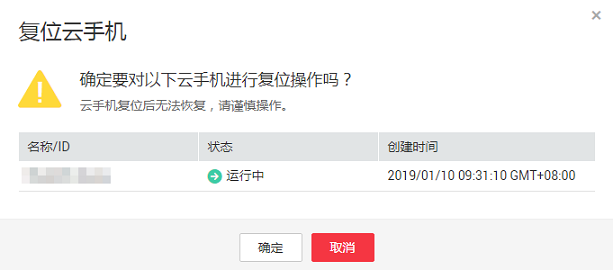 复位云手机
确定要对以下云手机进行复位操作吗？
云手机复位后无法恢复，请谨慎操作。
名称/ID 状态 创建时间
运行中 2019/01/10 09:31:10 GMT+08:00
确定 取消